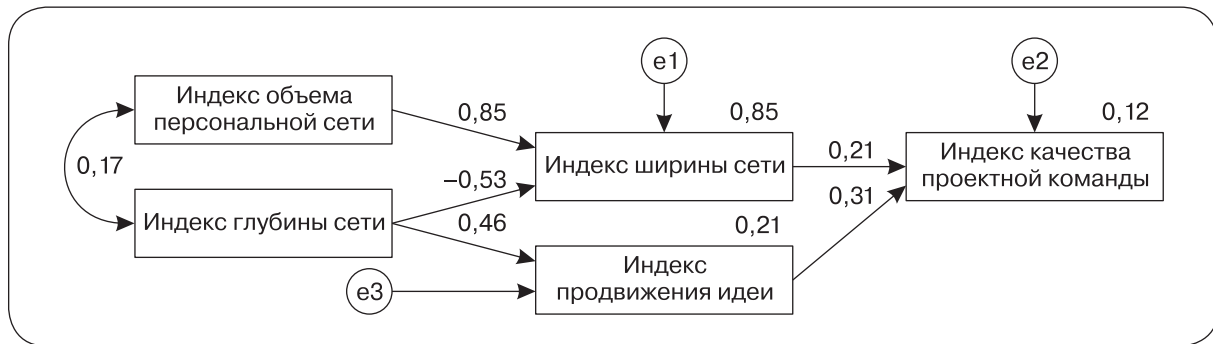 e1
e2
Индекс объема
персональной сети
0,85
0,85
0,12
0,17
Индекс ширины сети
0,21
Индекс качества
проектной команды
–0,53
0,31
Индекс глубины сети
0,46
0,21
e3
Индекс
продвижения идеи